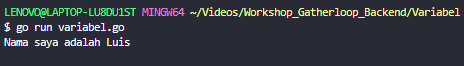 LENOVO@LAPTOP-LU8DU1ST MINGW64 ~/Videos/Workshop_Gatherloop_Backend/Variabel
$ go run variabel.go
Nama saya adalah Luis